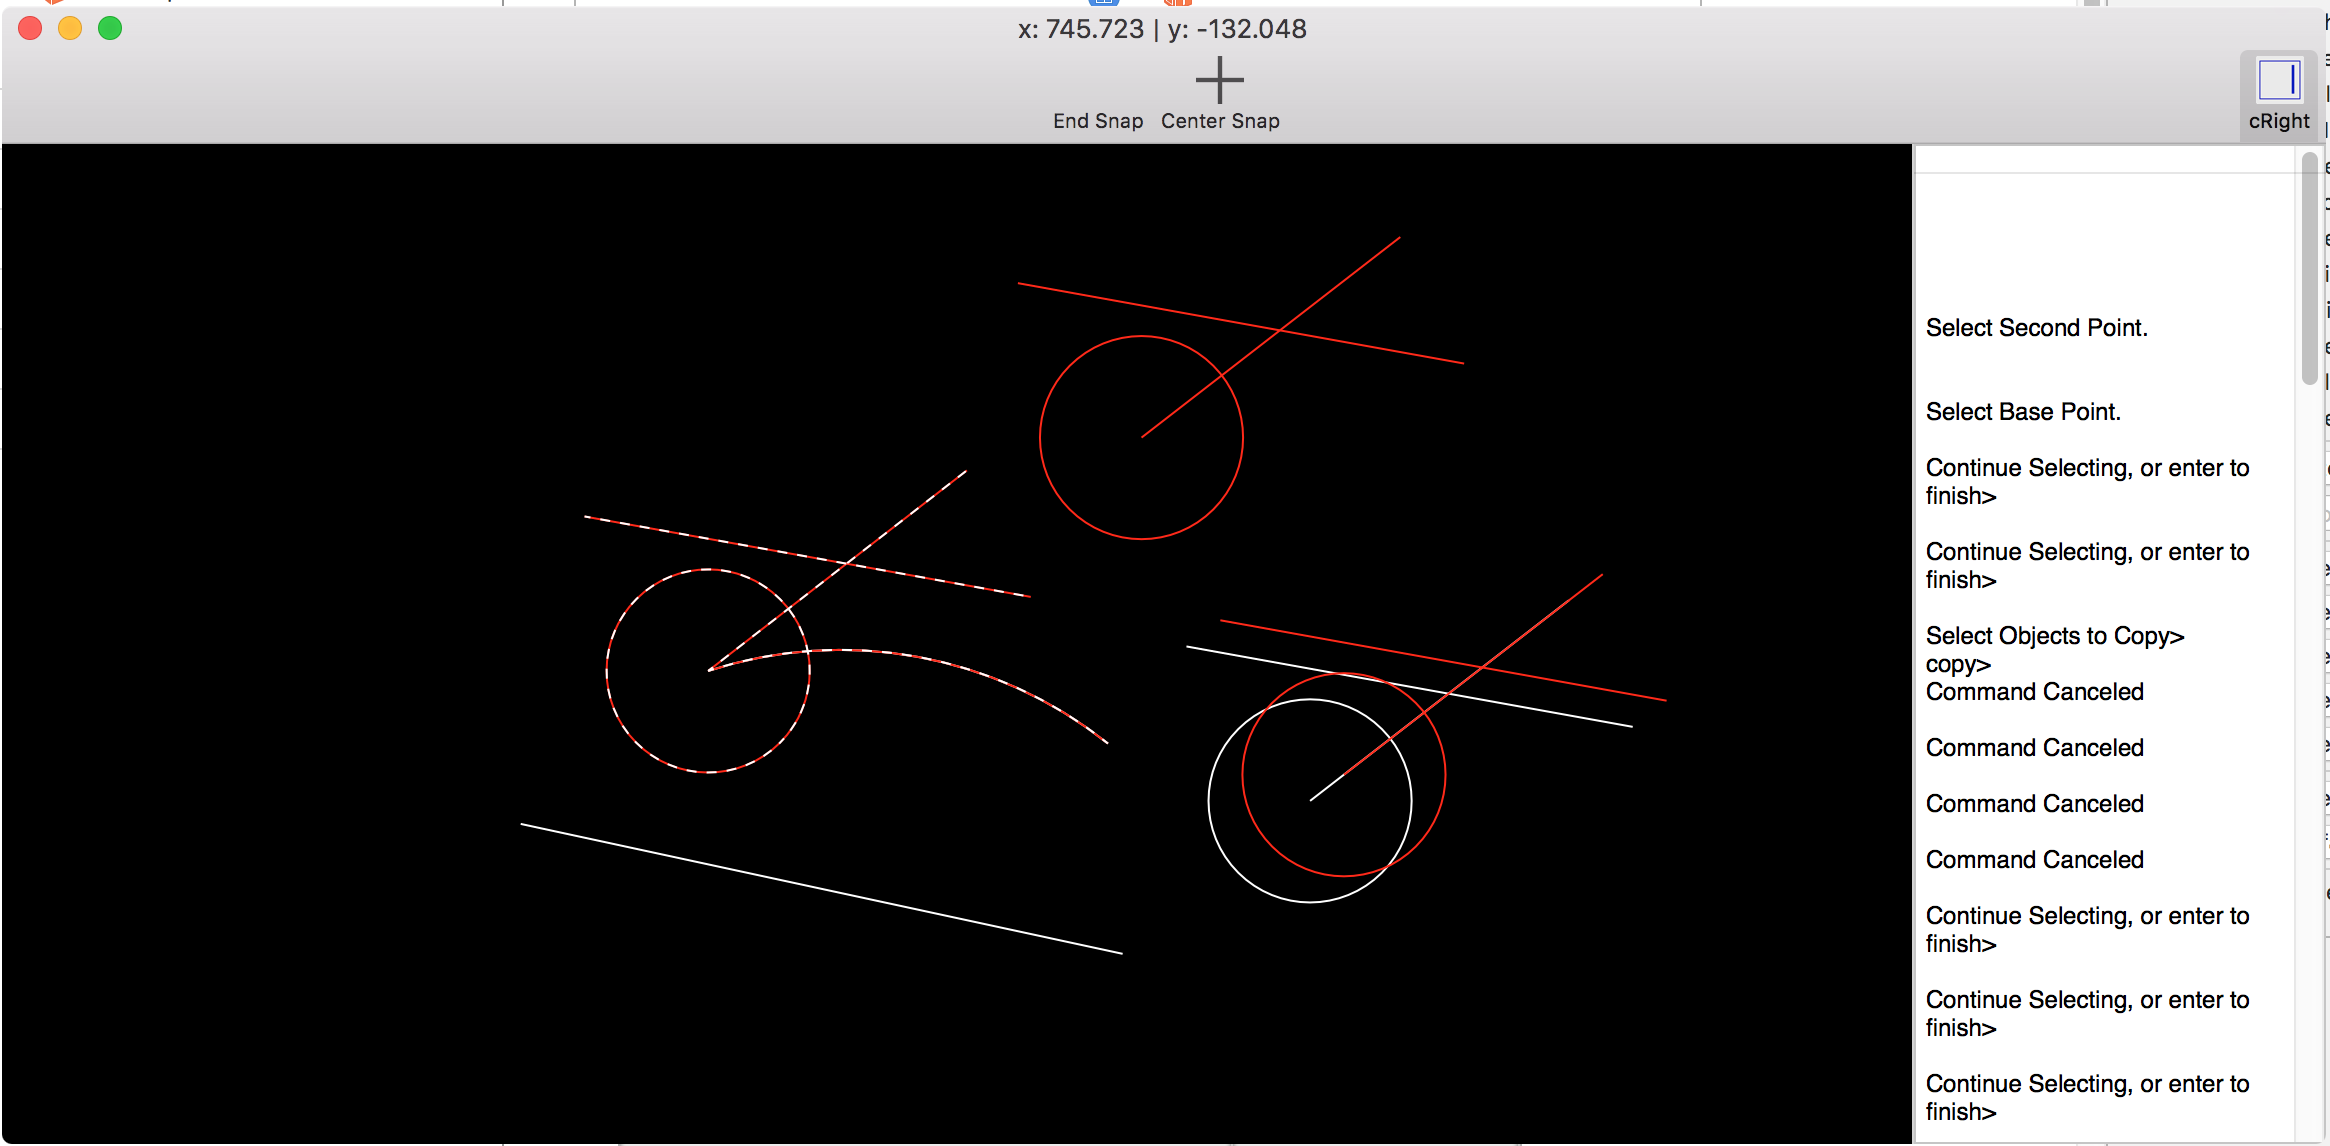 x: 745.723 | y: -132.048
End Snap
Center Snap
cRight
Select Second Point.
Select Base Point.
Continue Selecting, or enter to
finish>
Continue Selecting, or enter to
finish>
Select Objects to Copy>
copy>
Command Canceled
Command Canceled
Command Canceled
Command Canceled
Continue Selecting, or enter to
finish>
Continue Selecting, or enter to
finish>
Continue Selecting, or enter to
finish>